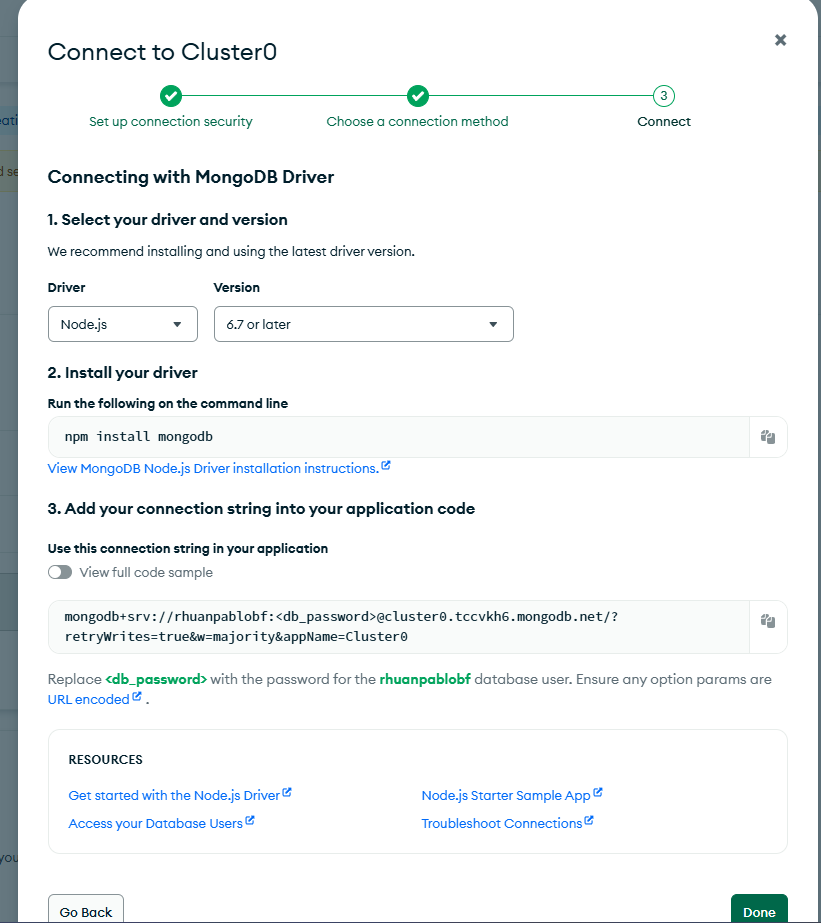 Connect to Cluster0
3
Set up connection security
Choose a connection method
Connect
Connecting with MongoDB Driver
1. Select your driver and version
We recommend installing and using the latest driver version.
Driver
Version
Node.js
6.7 or later
2. Install your driver
Run the following on the command line
npm install mongodb
View MongoDB Node.js Driver installation instructions.
3. Add your connection string into your application code
Use this connection string in your application
View full code sample
mongodb+srv://rhuanpablobf:<db_password>@cluster0.tccvkh6.mongodb.net/?
retryWrites=true&w=majority&appName=Cluster0
Replace <db_password> with the password for the rhuanpablobf database user. Ensure any option params are
URL encoded .
RESOURCES
Get started with the Node.js Driver
Node.js Starter Sample App
Access your Database Users
Troubleshoot Connections
you
Go Back
Done